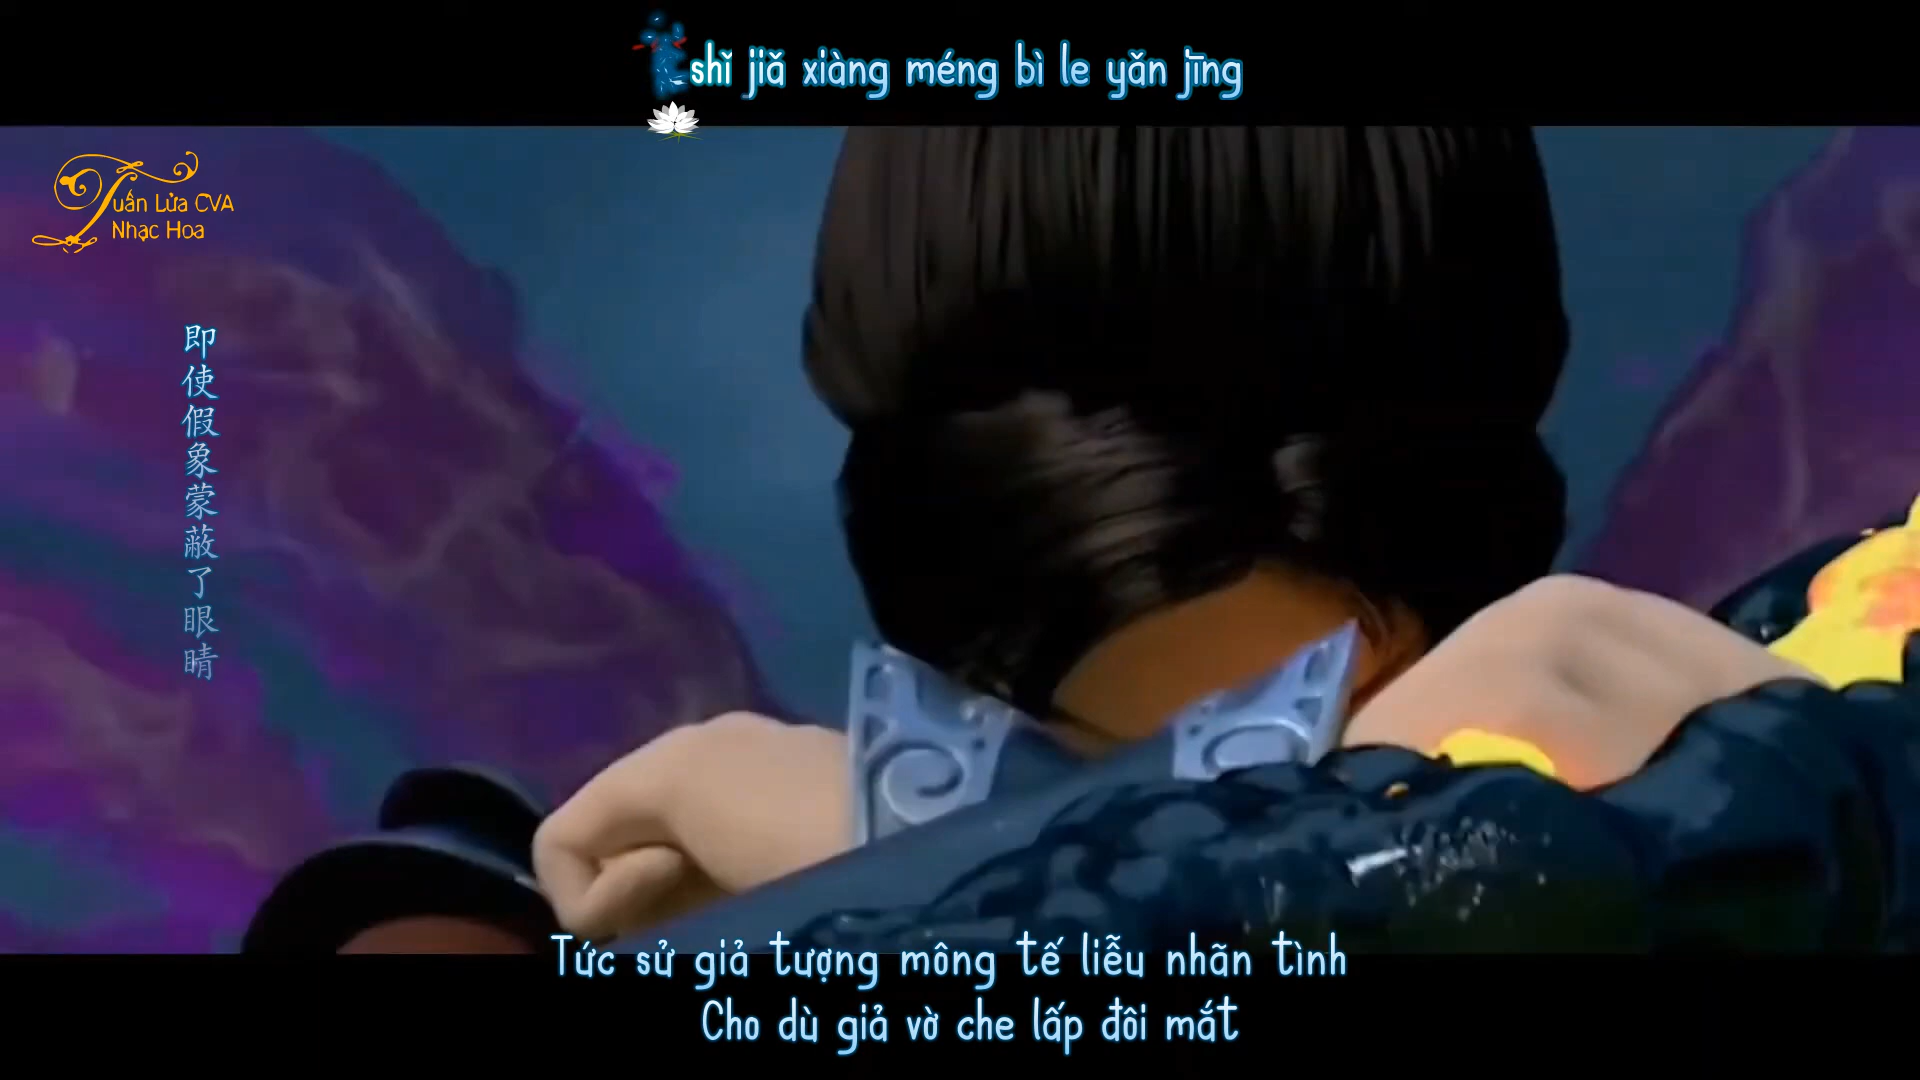 shǐ jiǎ xiàng méng bì le yǎn jīng
Tuấn Lửa CVA
Nhạc Hoa
即使假象蒙蔽了眼睛
Tức sử giả tượng mông tế liễu nhãn tình
Cho dù giả vờ che lấp đôi mắt